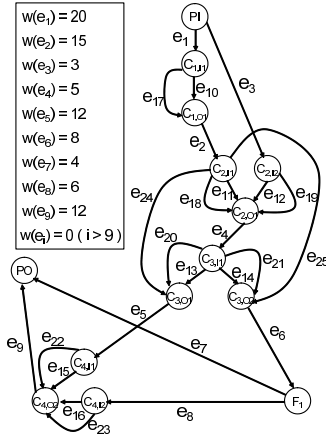 w(e₁) = 20
w(e₂) = 15
w(e₃) = 3
w(e₄) = 5
w(e₅) = 12
w(e₆) = 8
w(e₇) = 4
w(e₈) = 6
w(e₉) = 12
w(eᵢ) = 0 ( i > 9 )
PI
e₁
e₃
C₁,I₁
e₁₇
e₁₀
C₁,O₁
e₂
C₂,I₁
C₂,I₂
e₂₄
e₁₈
e₁₁
e₁₂
e₁₉
C₂,O₁
e₄
e₂₀
e₂₁
e₂₅
C₃,I₁
e₁₃
e₁₄
PO
C₃,O₁
C₃,O₂
e₅
e₆
e₇
e₉
e₂₂
C₄,I₁
e₁₅
e₈
C₄,O₂
e₁₆
C₄,I₂
F₁
e₂₃